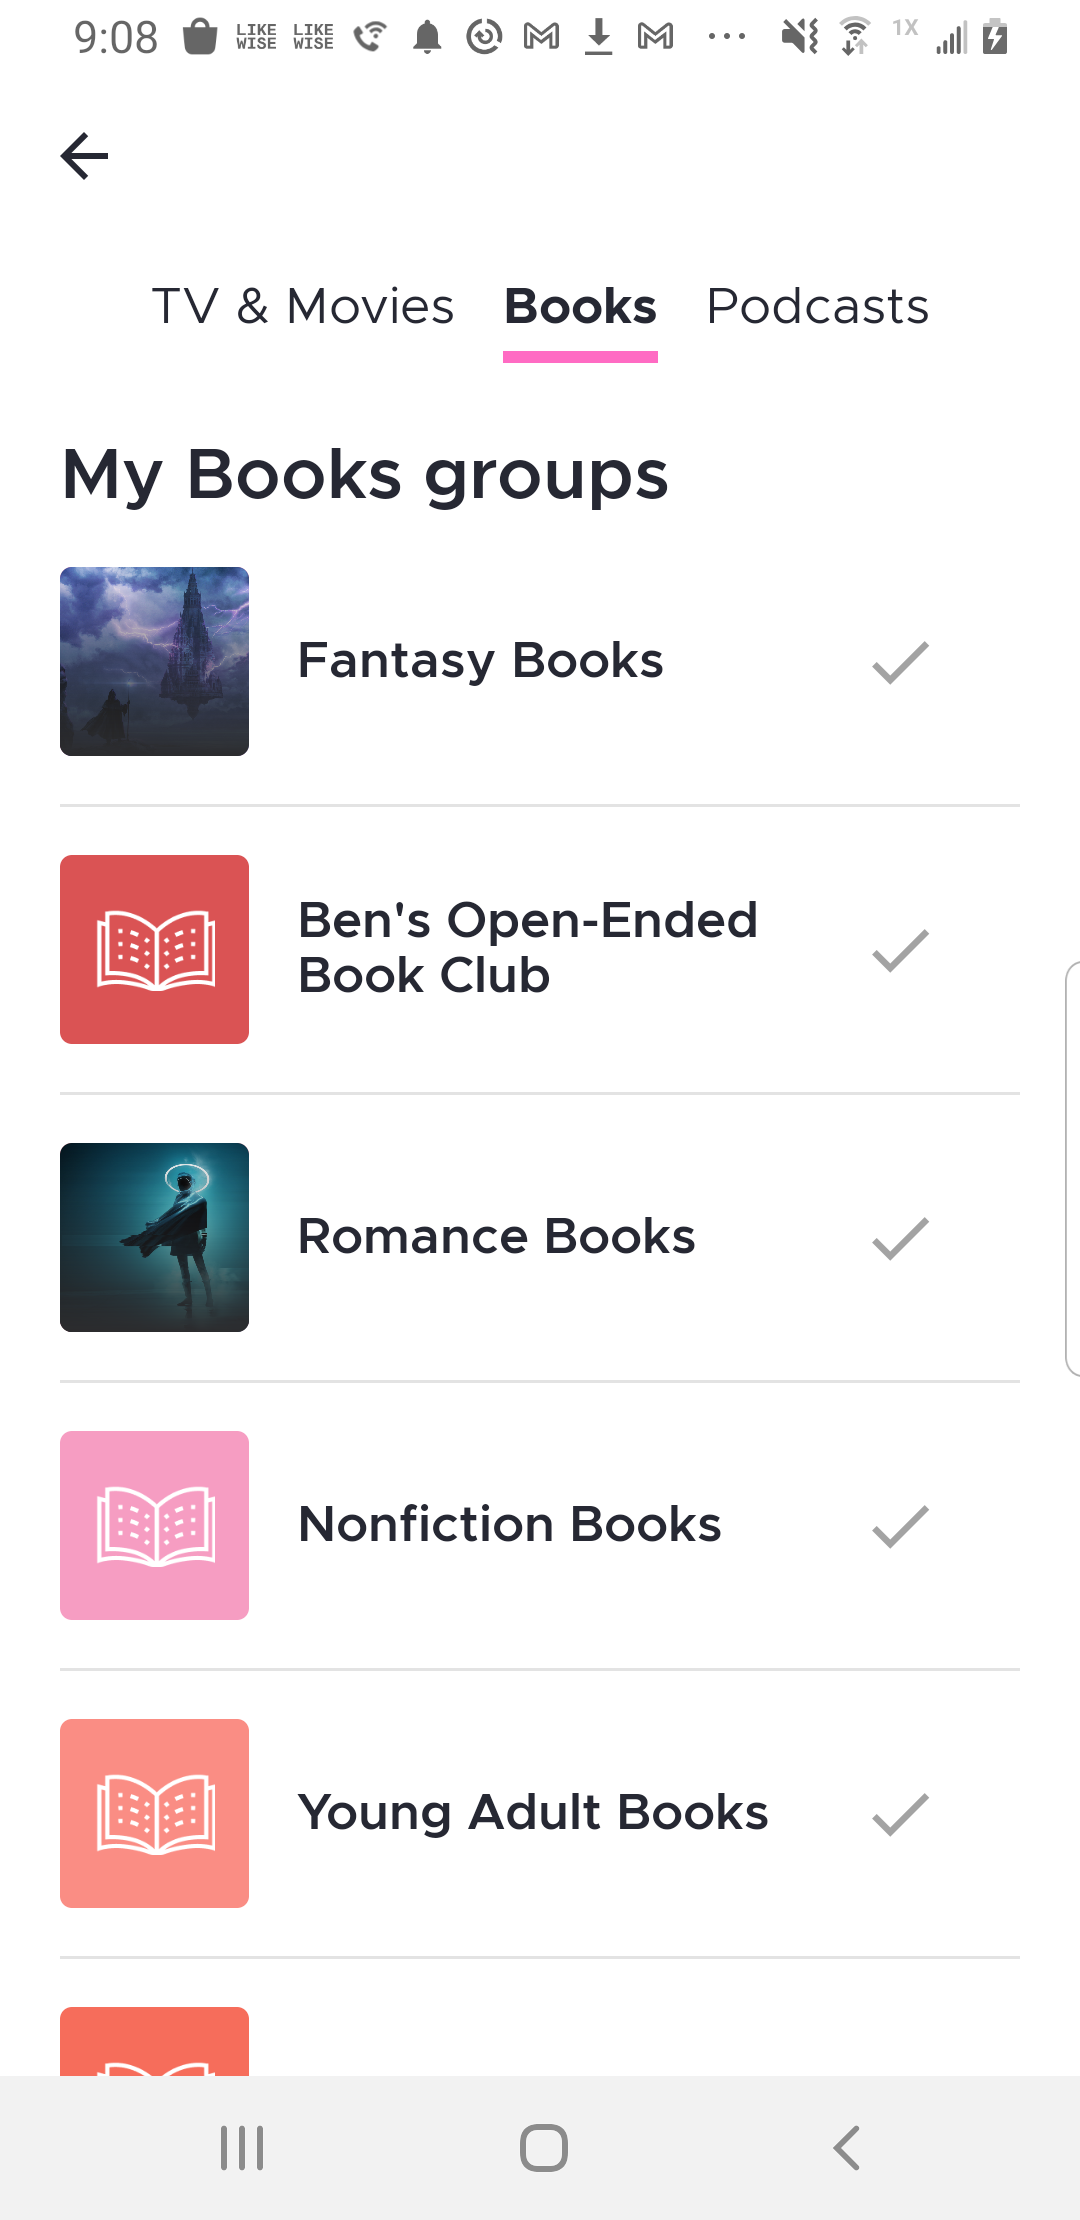 9:08 LIKE WISE LIKE WISE 1X
TV & Movies Books Podcasts
My Books groups
Fantasy Books
Ben's Open-Ended
Book Club
Romance Books
Nonfiction Books
Young Adult Books